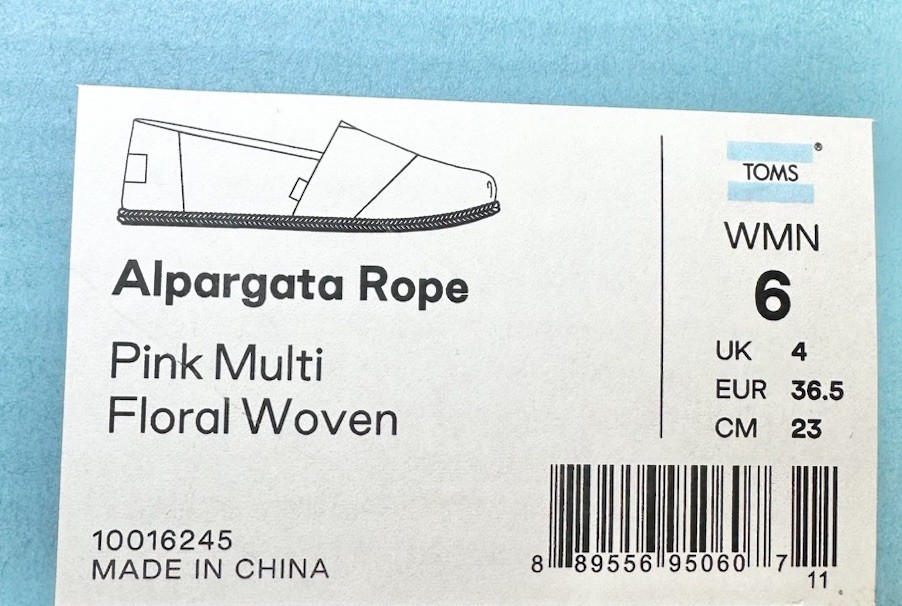 Alpargata Rope
Pink Multi
Floral Woven
10016245
MADE IN CHINA
TOMS®
WMN
6
UK 4
EUR 36.5
CM 23
8 89556 95060 7
11